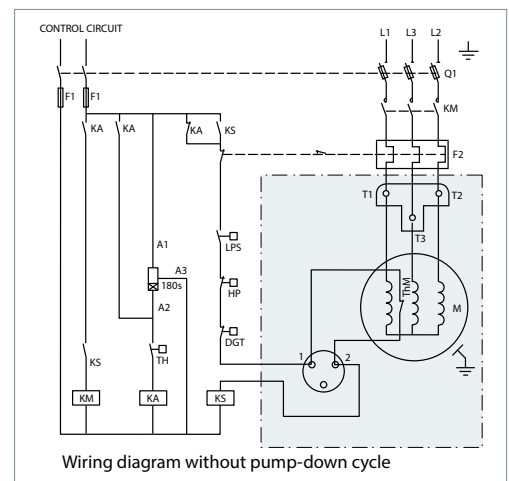 CONTROL CIRCUIT
L1 L3 L2
Q1
F1 F1
KM
KA KA KA KS
F2
T1 T2
T3
A1
LPS
A3
180s
HP
ThM
A2
M
DGT
KS
TH
1 2
KM KA KS
Wiring diagram without pump-down cycle